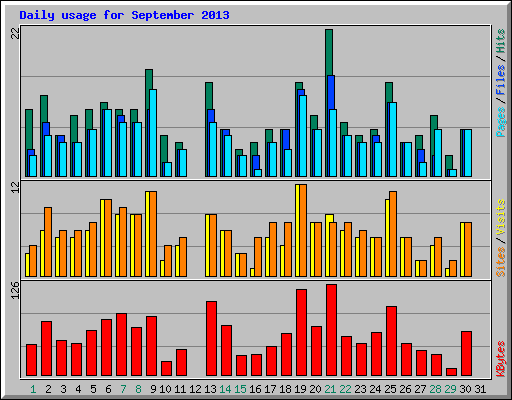 Daily usage for September 2013
22
Pages / Files / Hits
12
Sites / Visits
126
KBytes
1 2 3 4 5 6 7 8 9 10 11 12 13 14 15 16 17 18 19 20 21 22 23 24 25 26 27 28 29 30 31